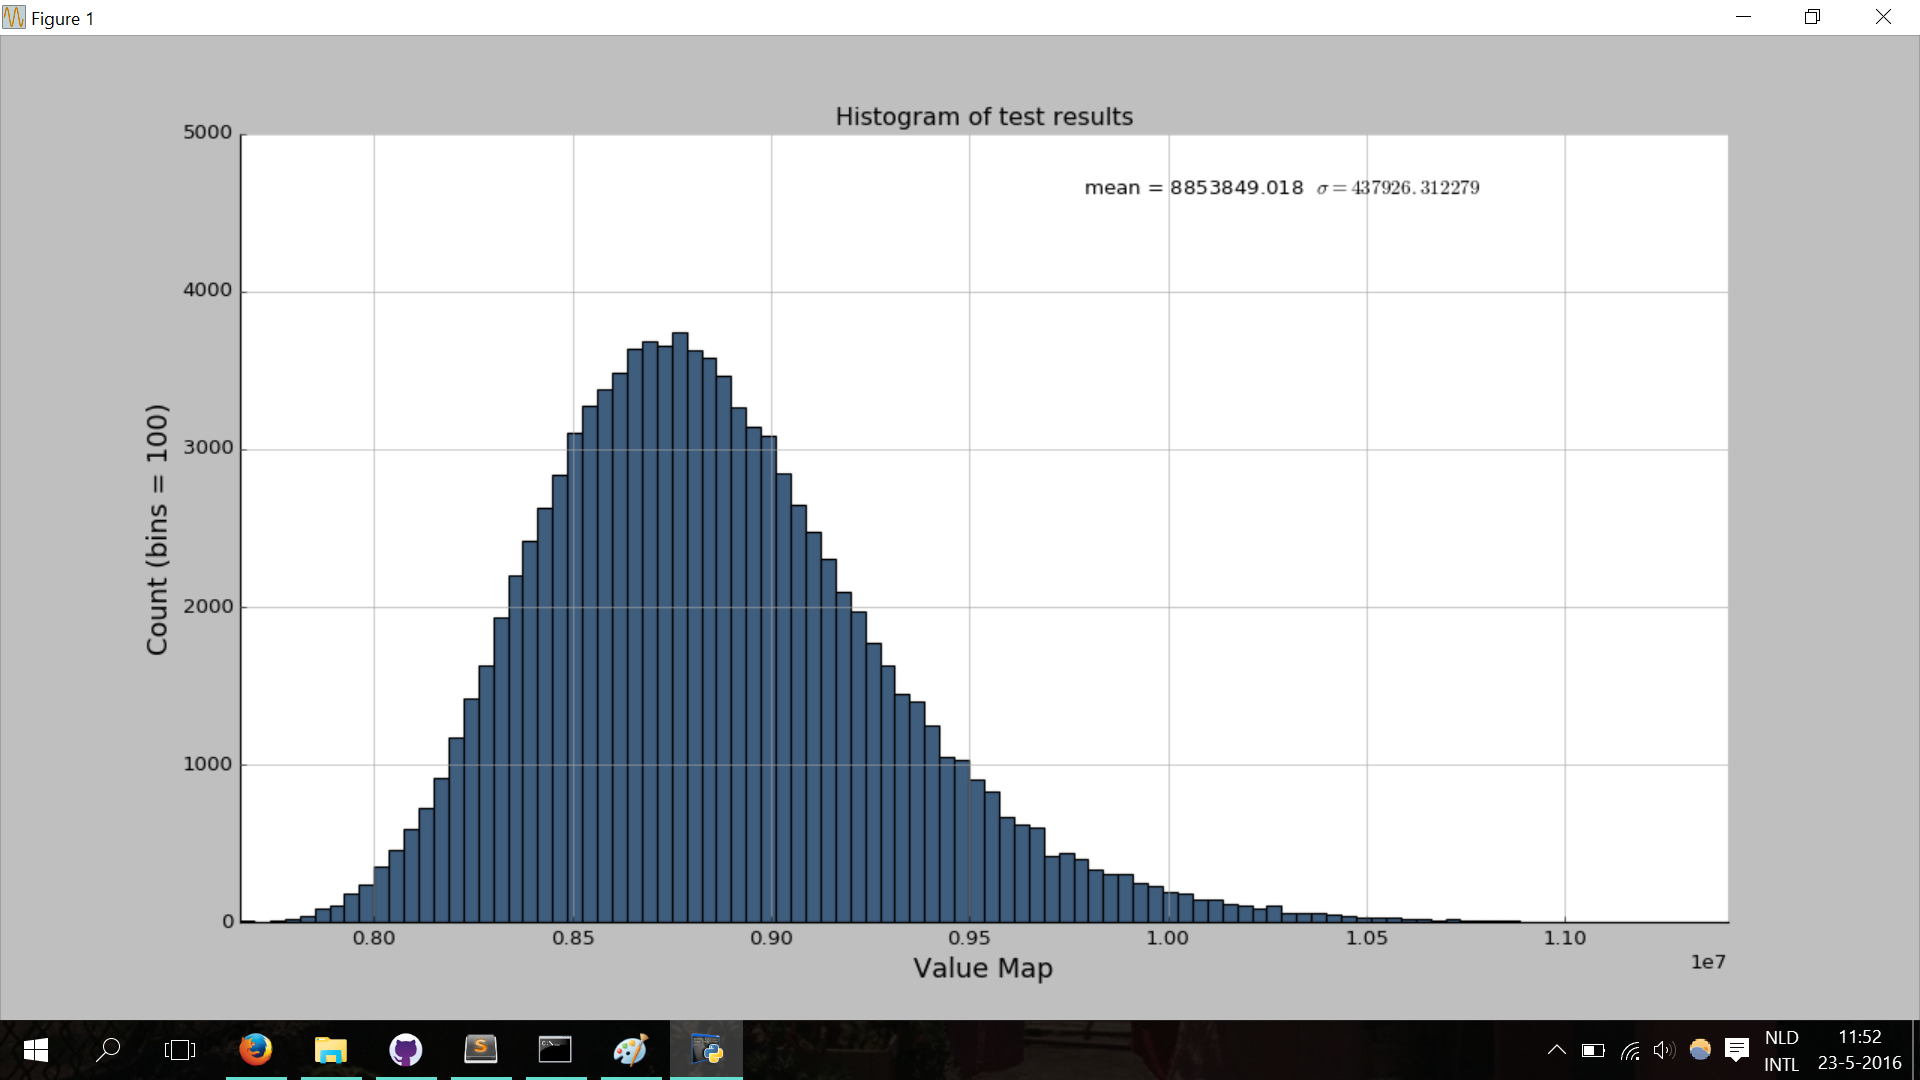 Figure 1
Histogram of test results
mean = 8853849.018 σ = 437926.312279
5000
4000
3000
2000
1000
0
Count (bins = 100)
0.80 0.85 0.90 0.95 1.00 1.05 1.10
1e7
Value Map
NLD 11:52
INTL 23-5-2016